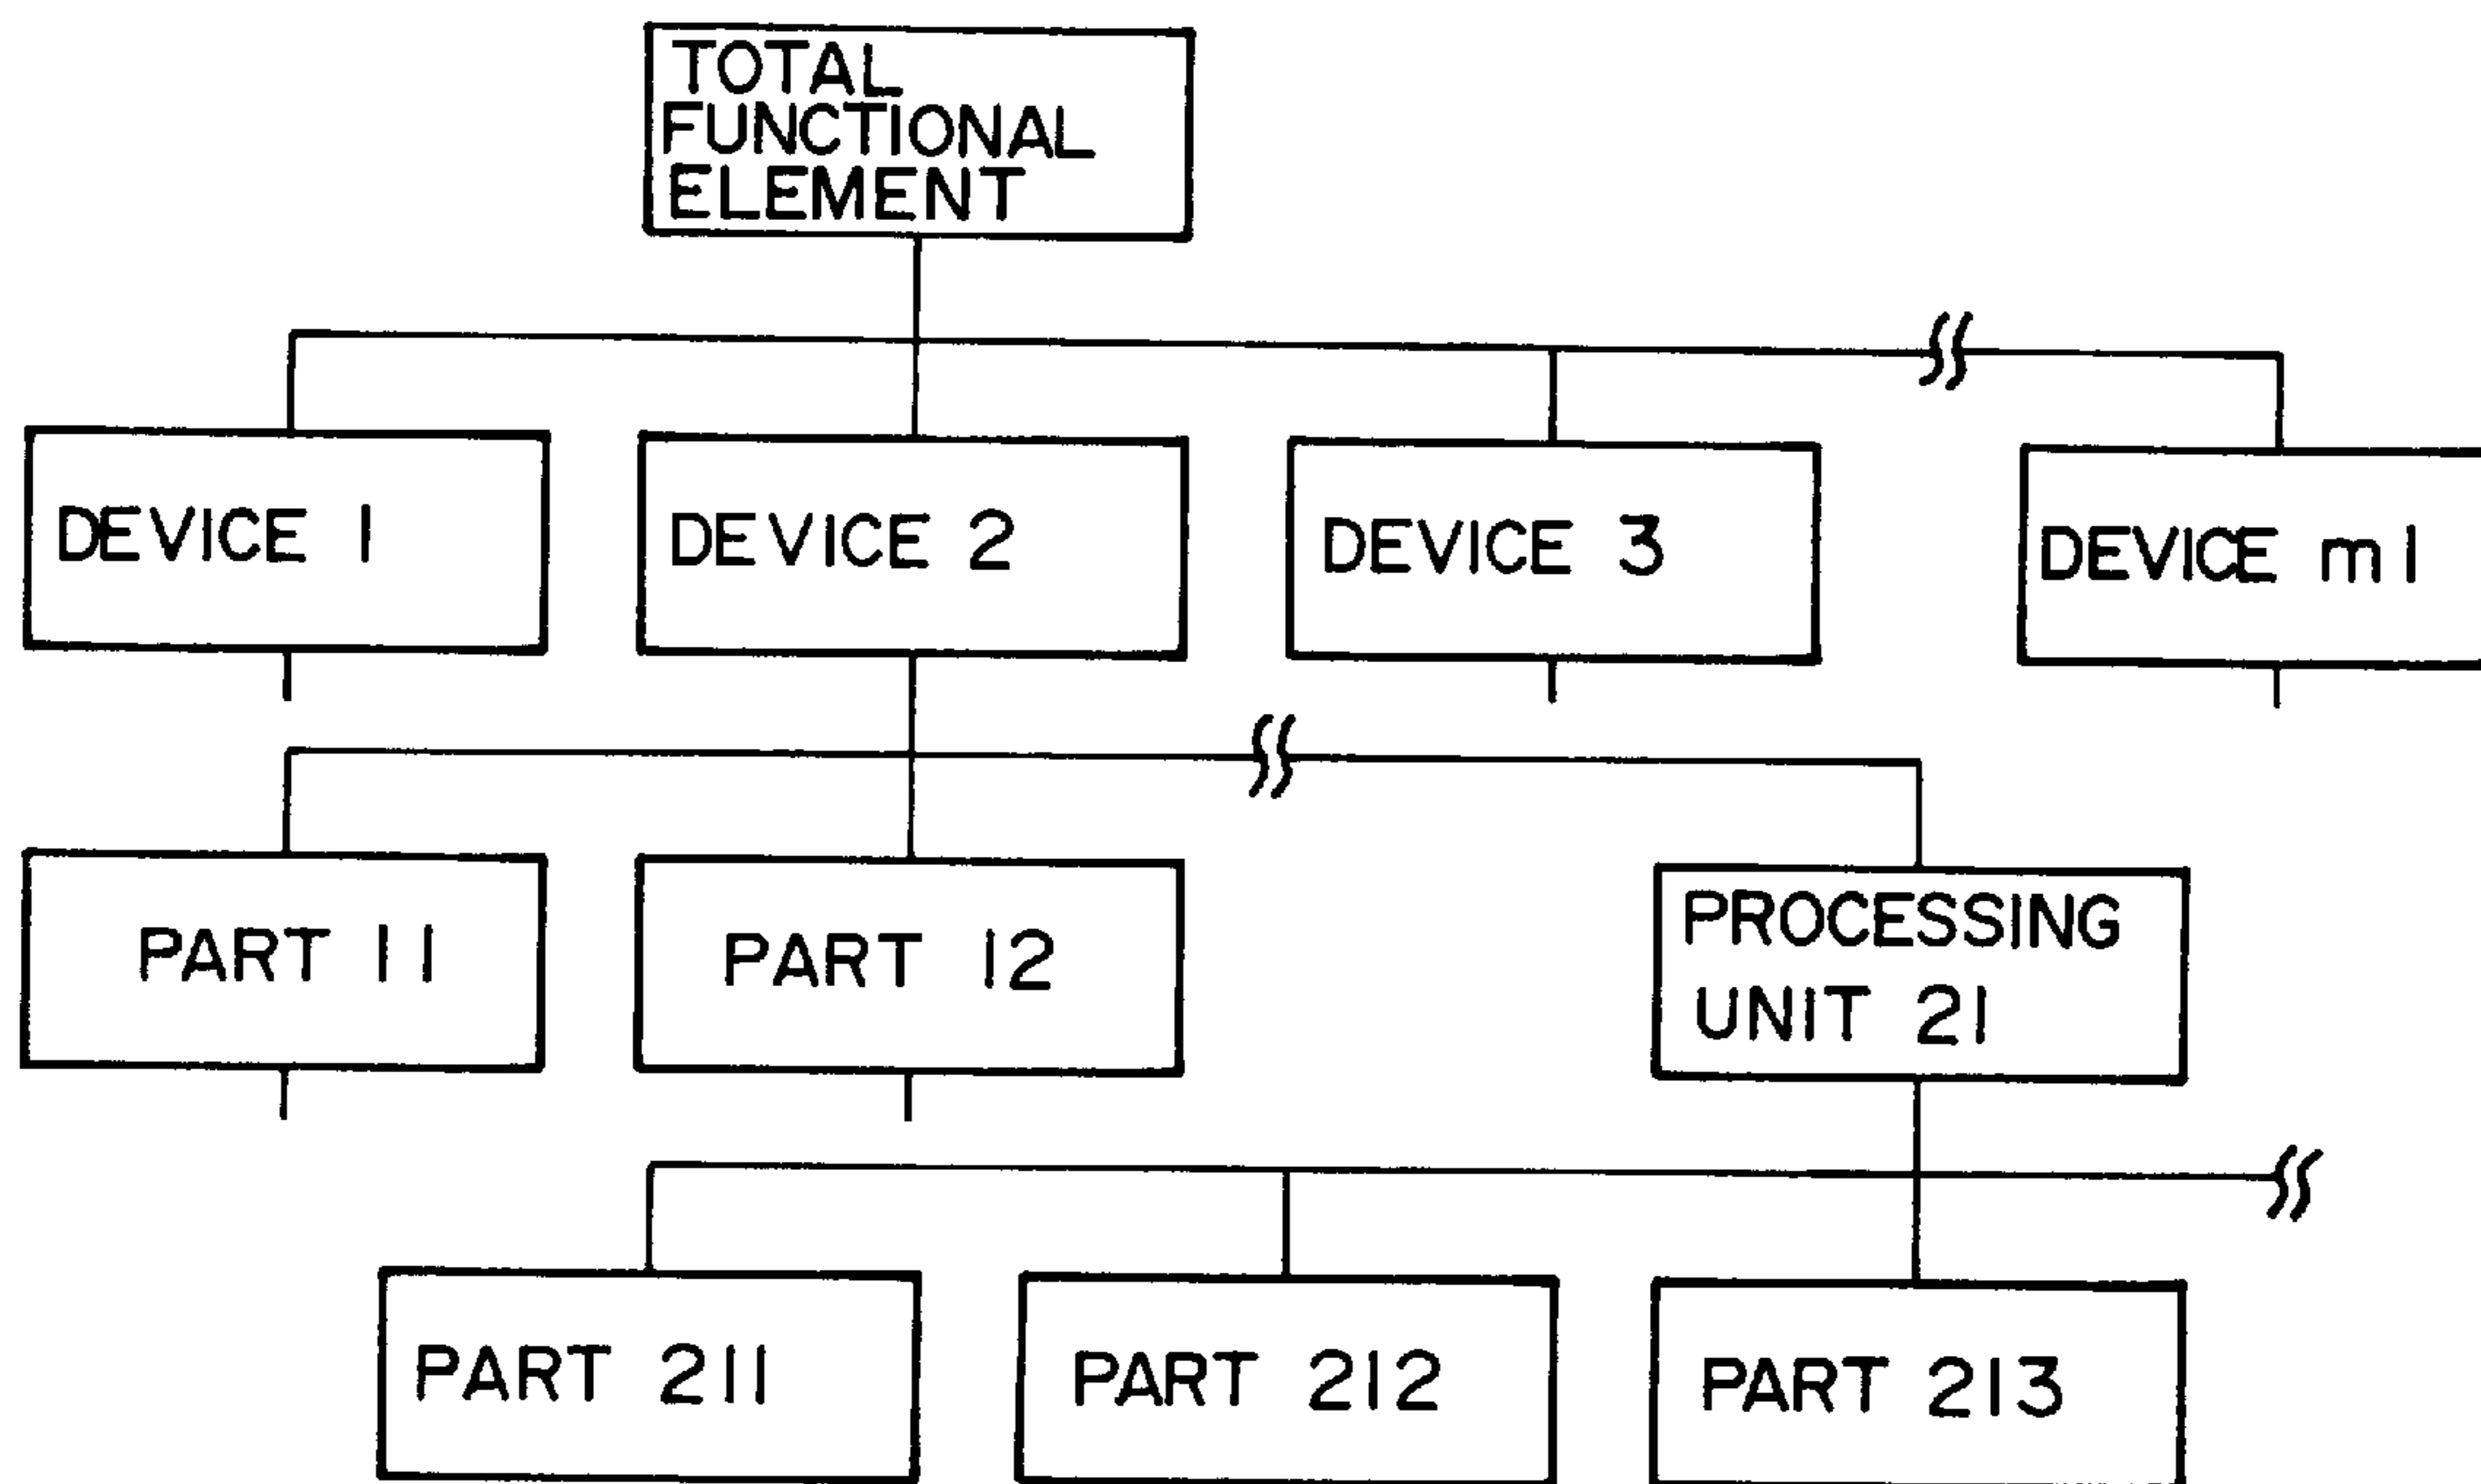 TOTAL
FUNCTIONAL
ELEMENT
DEVICE 1
DEVICE 2
DEVICE 3
DEVICE m1
PART 11
PART 12
PROCESSING
UNIT 21
PART 211
PART 212
PART 213